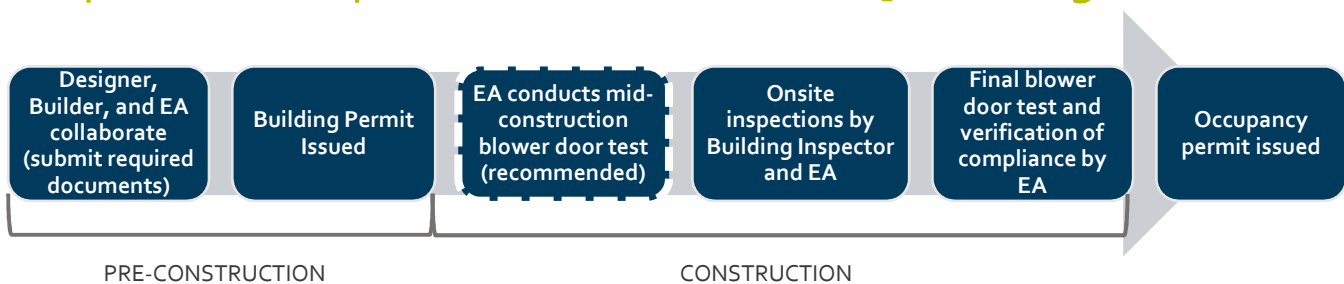 Designer,
Builder, and EA
collaborate
(submit required
documents)
Building Permit
Issued
EA conducts mid-
construction
blower door test
(recommended)
Onsite
inspections by
Building Inspector
and EA
Final blower
door test and
verification of
compliance by
EA
Occupancy
permit issued
PRE-CONSTRUCTION
CONSTRUCTION